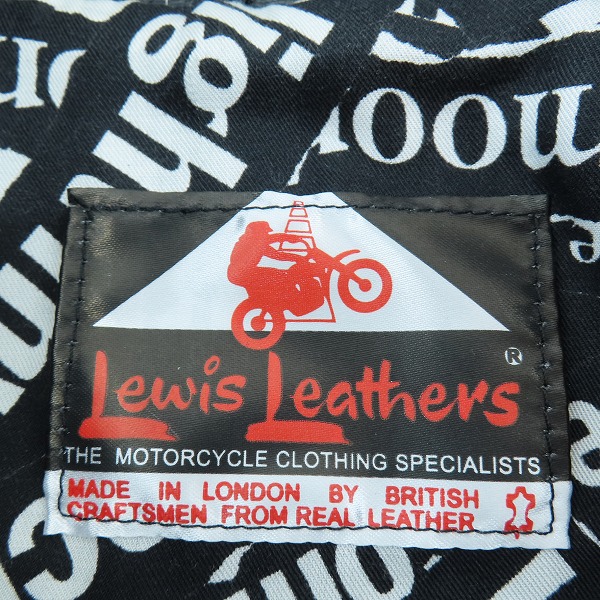 Lewis Leathers ®
THE MOTORCYCLE CLOTHING SPECIALISTS
MADE IN LONDON BY BRITISH
CRAFTSMEN FROM REAL LEATHER